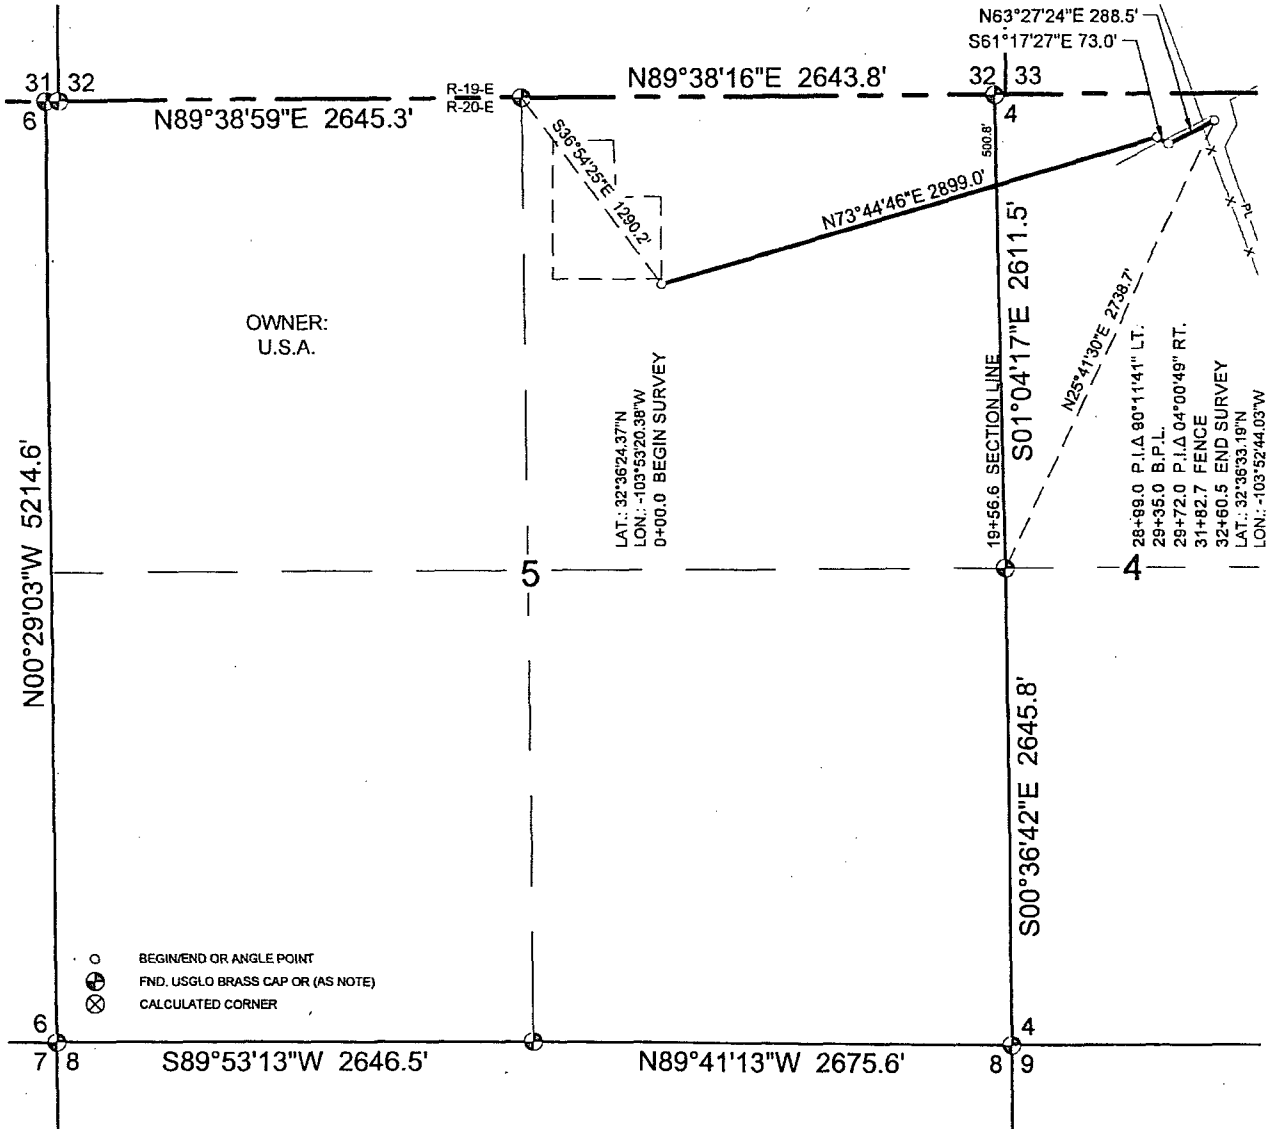 N63°27'24"E 288.5'
S61°17'27"E 73.0'
31 32
6
N89°38'59"E 2645.3'
R-19-E
R-20-E
N89°38'16"E 2643.8'
32 33
4
500.8'
S36°54'25"E 1290.2'
N73°44'46"E 2899.0'
OWNER:
U.S.A.
LAT.: 32°36'24.37"N
LON.: -103°53'20.38"W
0+00.0 BEGIN SURVEY
19+56.6 SECTION LINE
S01°04'17"E 2611.5'
N25°41'30"E 2738.7'
PL
28+99.0 P.I.Δ 90°11'41" LT.
29+35.0 B.P.L.
29+72.0 P.I.Δ 04°00'49" RT.
31+82.7 FENCE
32+60.5 END SURVEY
LAT.: 32°36'33.19"N
LON.: -103°52'44.03"W
N00°29'03"W 5214.6'
5
4
S00°36'42"E 2645.8'
BEGIN/END OR ANGLE POINT
FND. USGLO BRASS CAP OR (AS NOTE)
CALCULATED CORNER
6
7 8
S89°53'13"W 2646.5'
N89°41'13"W 2675.6'
4
8 9